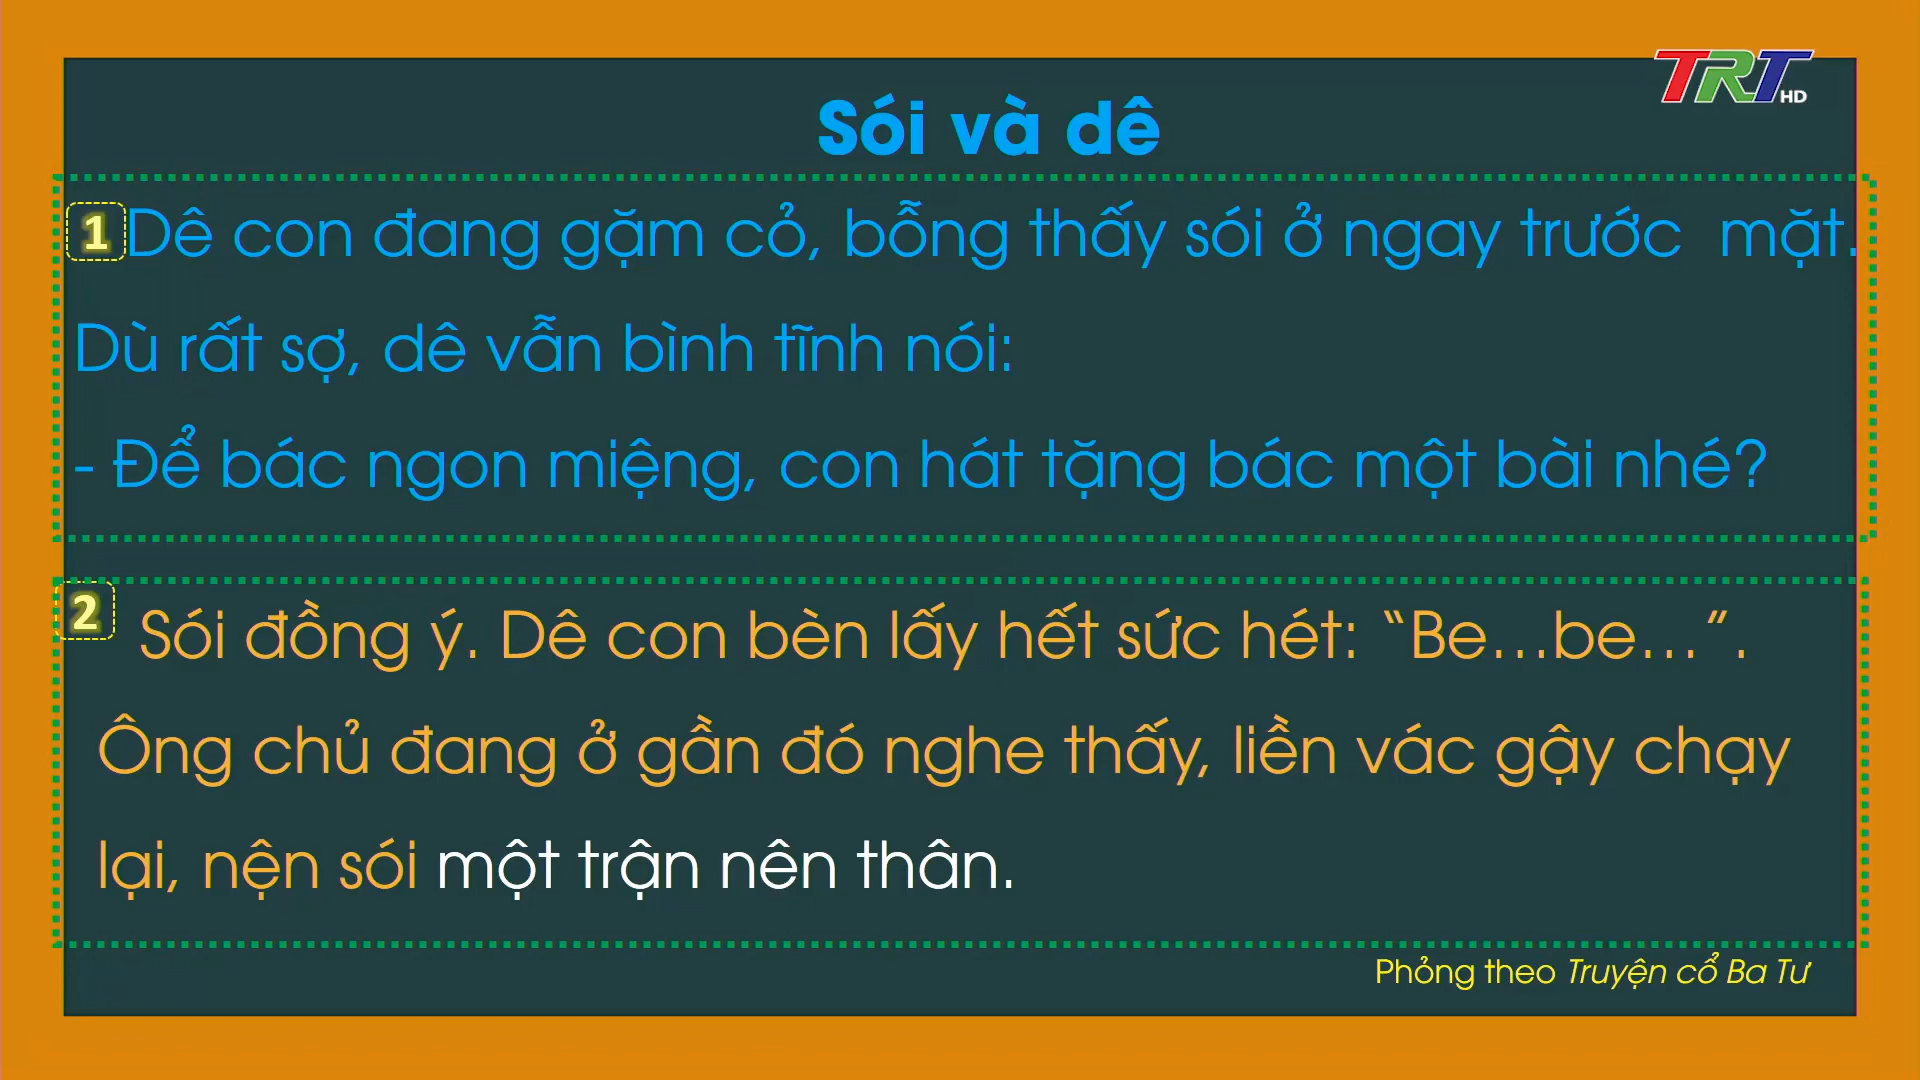 TRT HD
Sói và dê
1 Dê con đang gặm cỏ, bỗng thấy sói ở ngay trước mặt.
Dù rất sợ, dê vẫn bình tĩnh nói:
- Để bác ngon miệng, con hát tặng bác một bài nhé?
2 Sói đồng ý. Dê con bèn lấy hết sức hét: “Be...be...”.
Ông chủ đang ở gần đó nghe thấy, liền vác gậy chạy
lại, nện sói một trận nên thân.
Phỏng theo Truyện cổ Ba Tư